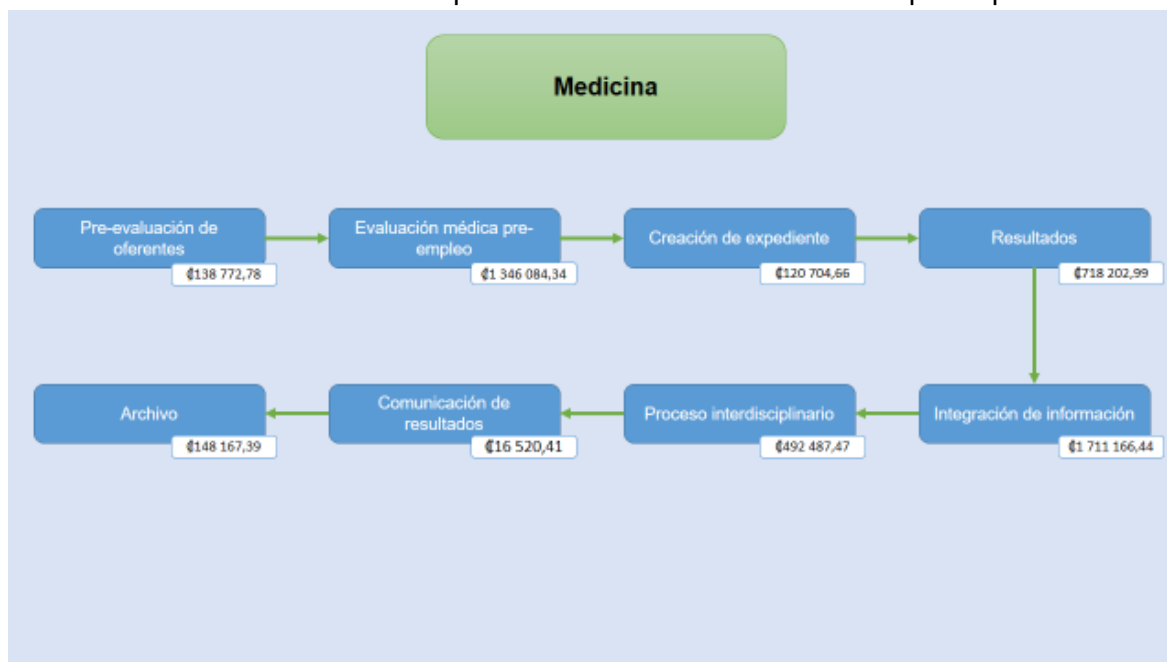 Medicina
Pre-evaluación de
oferentes
₡138 772,78
Evaluación médica pre-
empleo
₡1 346 084,34
Creación de expediente
₡120 704,66
Resultados
₡718 202,99
Integración de información
₡1 711 166,44
Proceso interdisciplinario
₡492 487,47
Comunicación de
resultados
₡16 520,41
Archivo
₡148 167,39